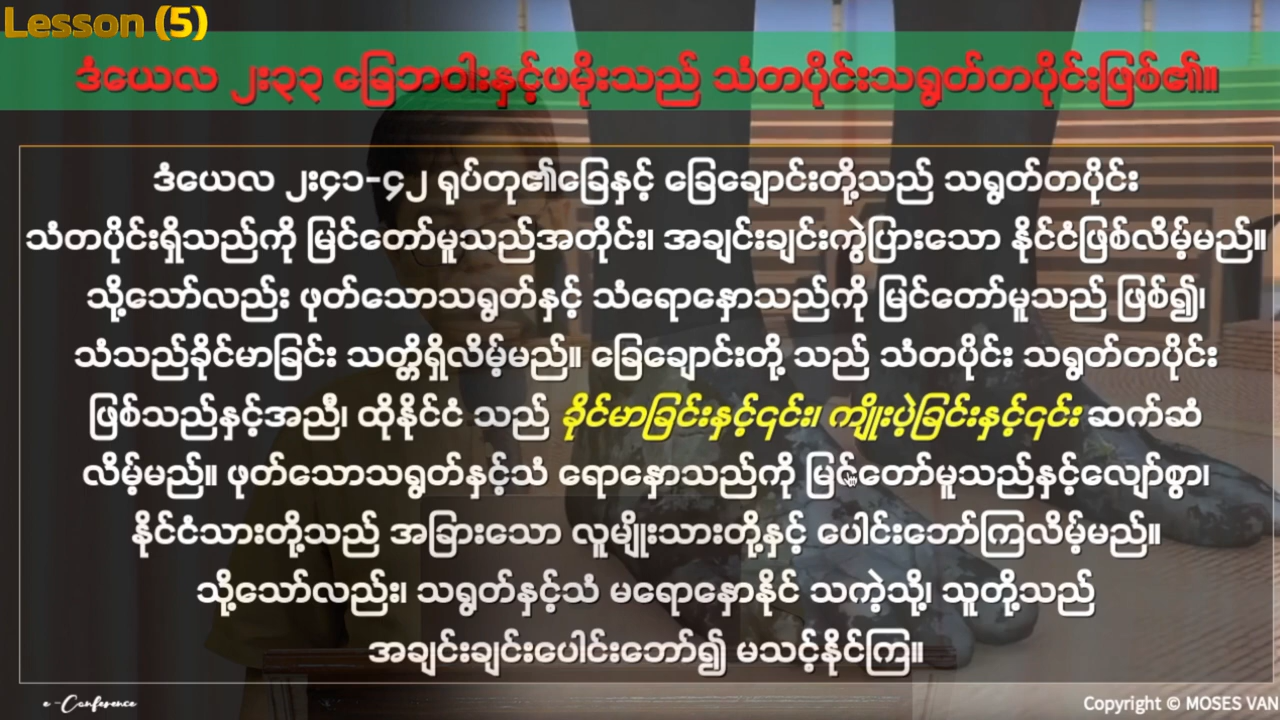 Lesson (5)
ဒံယေလ ၂း၃၃ ခြေဘဝါးနှင့်ဖမိုးသည် သံတပိုင်းသရွတ်တပိုင်းဖြစ်၏။
ဒံယေလ ၂း၄၁-၄၂ ရုပ်တု၏ခြေနှင့် ခြေချောင်းတို့သည် သရွတ်တပိုင်း
သံတပိုင်းရှိသည်ကို မြင်တော်မူသည်အတိုင်း၊ အချင်းချင်းကွဲပြားသော နိုင်ငံဖြစ်လိမ့်မည်။
သို့သော်လည်း ဖုတ်သောသရွတ်နှင့် သံရောနှောသည်ကို မြင်တော်မူသည် ဖြစ်၍၊
သံသည်ခိုင်မာခြင်း သတ္တိရှိလိမ့်မည်။ ခြေချောင်းတို့ သည် သံတပိုင်း သရွတ်တပိုင်း
ဖြစ်သည်နှင့်အညီ၊ ထိုနိုင်ငံ သည် ခိုင်မာခြင်းနှင့်၎င်း၊ ကျိုးပဲ့ခြင်းနှင့်၎င်း ဆက်ဆံ
လိမ့်မည်။ ဖုတ်သောသရွတ်နှင့်သံ ရောနှောသည်ကို မြင်တော်မူသည်နှင့်လျော်စွာ၊
နိုင်ငံသားတို့သည် အခြားသော လူမျိုးသားတို့နှင့် ပေါင်းဘော်ကြလိမ့်မည်။
သို့သော်လည်း၊ သရွတ်နှင့်သံ မရောနှောနိုင် သကဲ့သို့၊ သူတို့သည်
အချင်းချင်းပေါင်းဘော်၍ မသင့်နိုင်ကြ။
e-Conference
Copyright © MOSES VAN